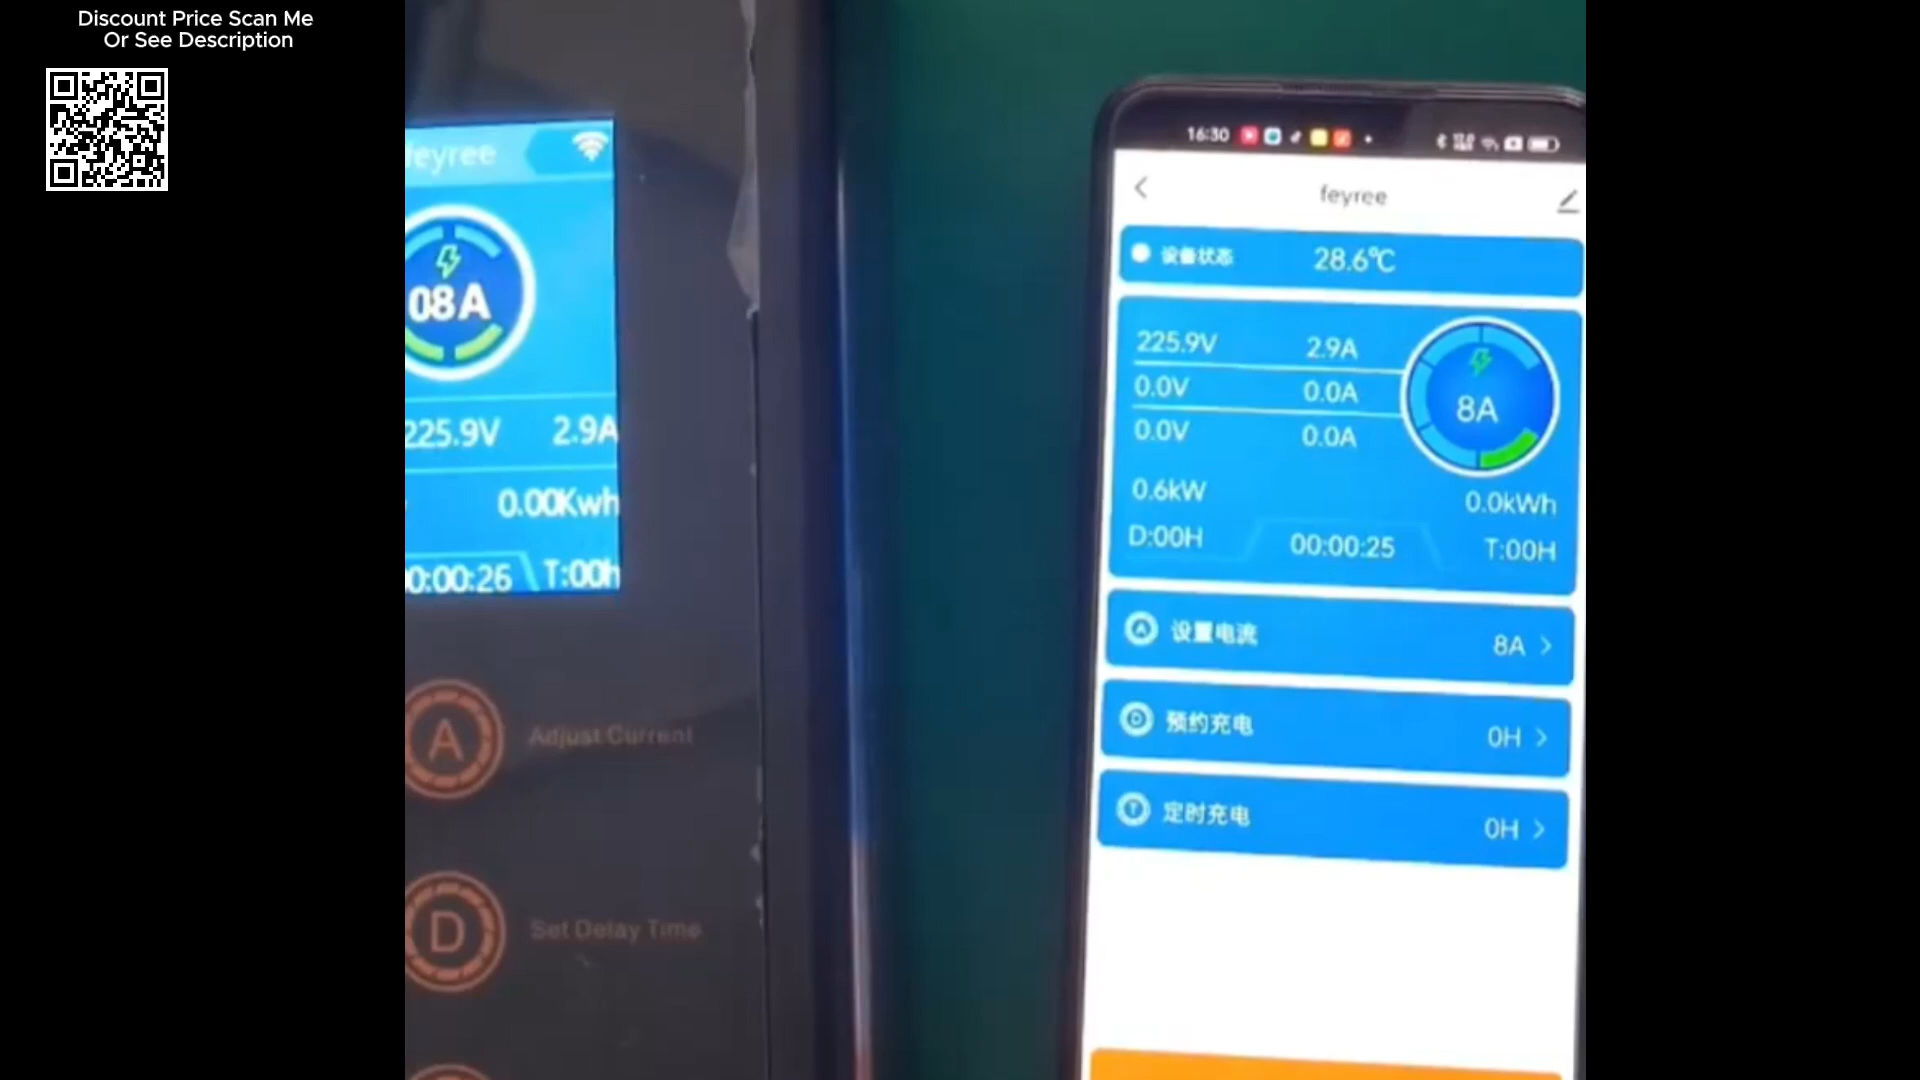 Discount Price Scan Me
Or See Description
feyree
08A
225.9V 2.9A
0.00Kwh
0:00:26 T:00h
A Adjust Current
D Set Delay Time
16:30
feyree
设备状态 28.6℃
225.9V 2.9A
0.0V 0.0A
0.0V 0.0A
8A
0.6kW 0.0kWh
D:00H 00:00:25 T:00H
A 设置电流 8A >
D 预约充电 0H >
T 定时充电 0H >